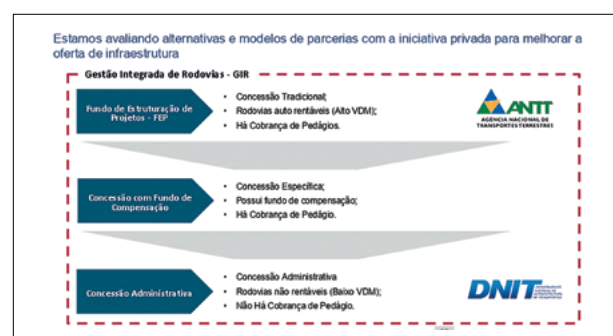 Estamos avaliando alternativas e modelos de parcerias com a iniciativa privada para melhorar a
oferta de infraestrutura
Gestão Integrada de Rodovias - GIR
Fundo de Estruturação de
Projetos - FEP
• Concessão Tradicional;
• Rodovias auto rentáveis (Alto VDM);
• Há Cobrança de Pedágios.
ANTT
AGÊNCIA NACIONAL DE
TRANSPORTES TERRESTRES
Concessão com Fundo de
Compensação
• Concessão Específica;
• Possui fundo de compensação;
• Há Cobrança de Pedágio.
Concessão Administrativa
• Concessão Administrativa
• Rodovias não rentáveis (Baixo VDM);
• Não Há Cobrança de Pedágio.
DNIT